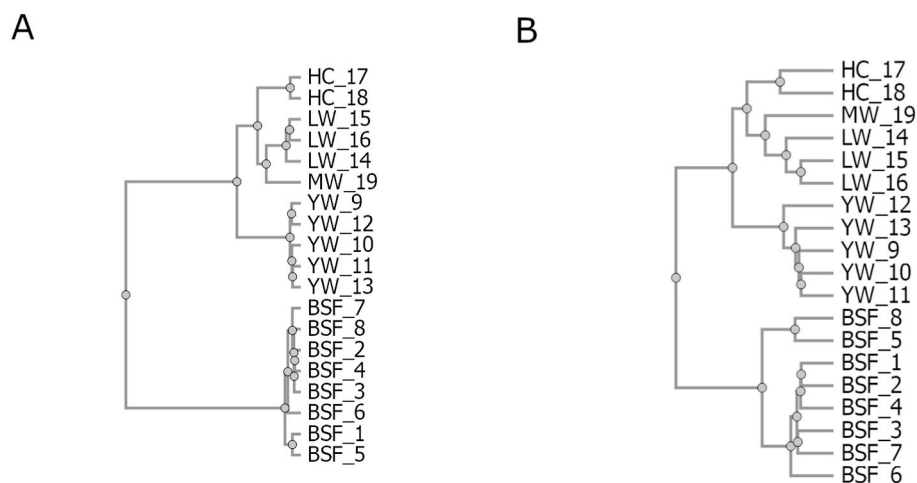 A
HC_17
HC_18
LW_15
LW_16
LW_14
MW_19
YW_9
YW_12
YW_10
YW_11
YW_13
BSF_7
BSF_8
BSF_2
BSF_4
BSF_3
BSF_6
BSF_1
BSF_5
B
HC_17
HC_18
MW_19
LW_14
LW_15
LW_16
YW_12
YW_13
YW_9
YW_10
YW_11
BSF_8
BSF_5
BSF_1
BSF_2
BSF_4
BSF_3
BSF_7
BSF_6